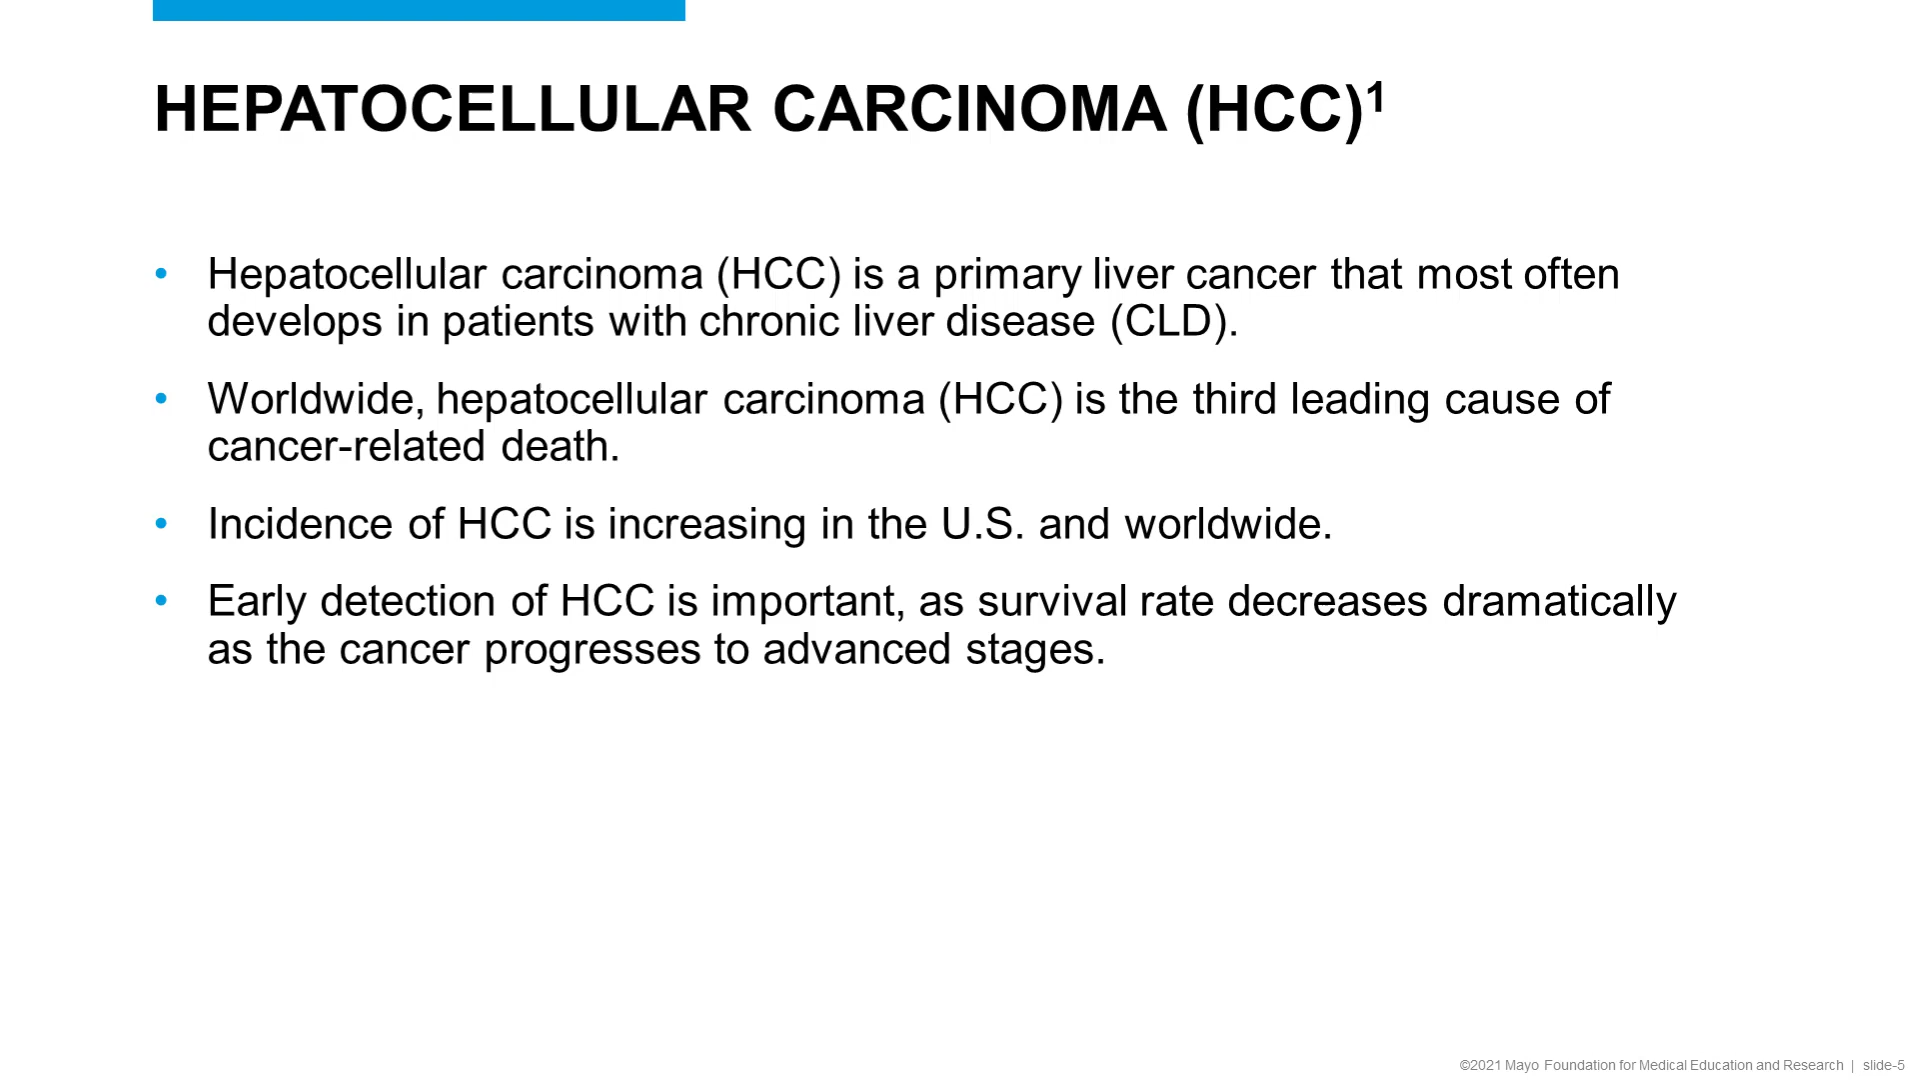 HEPATOCELLULAR CARCINOMA (HCC)¹
• Hepatocellular carcinoma (HCC) is a primary liver cancer that most often
develops in patients with chronic liver disease (CLD).
• Worldwide, hepatocellular carcinoma (HCC) is the third leading cause of
cancer-related death.
• Incidence of HCC is increasing in the U.S. and worldwide.
• Early detection of HCC is important, as survival rate decreases dramatically
as the cancer progresses to advanced stages.
©2021 Mayo Foundation for Medical Education and Research | slide-5